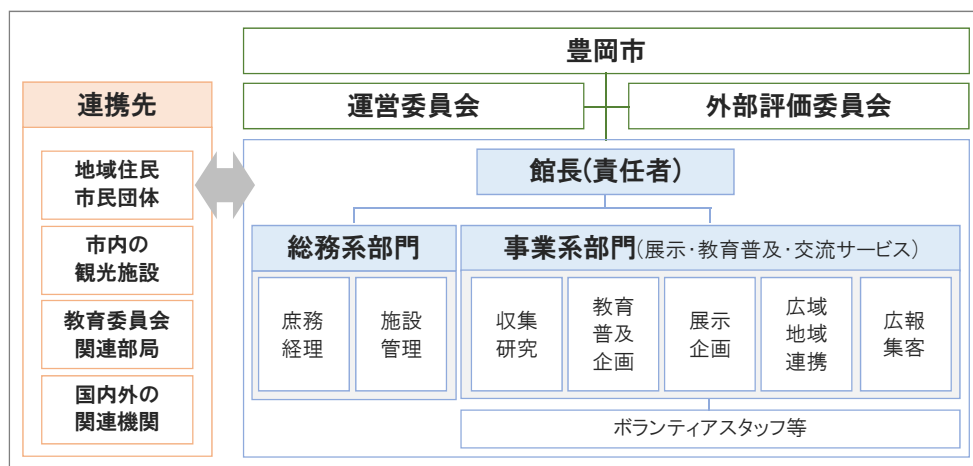 豊岡市
運営委員会
外部評価委員会
連携先
地域住民
市民団体
市内の
観光施設
教育委員会
関連部局
国内外の
関連機関
館長(責任者)
総務系部門
庶務
経理
施設
管理
事業系部門(展示・教育普及・交流サービス)
収集
研究
教育
普及
企画
展示
企画
広域
地域
連携
広報
集客
ボランティアスタッフ等